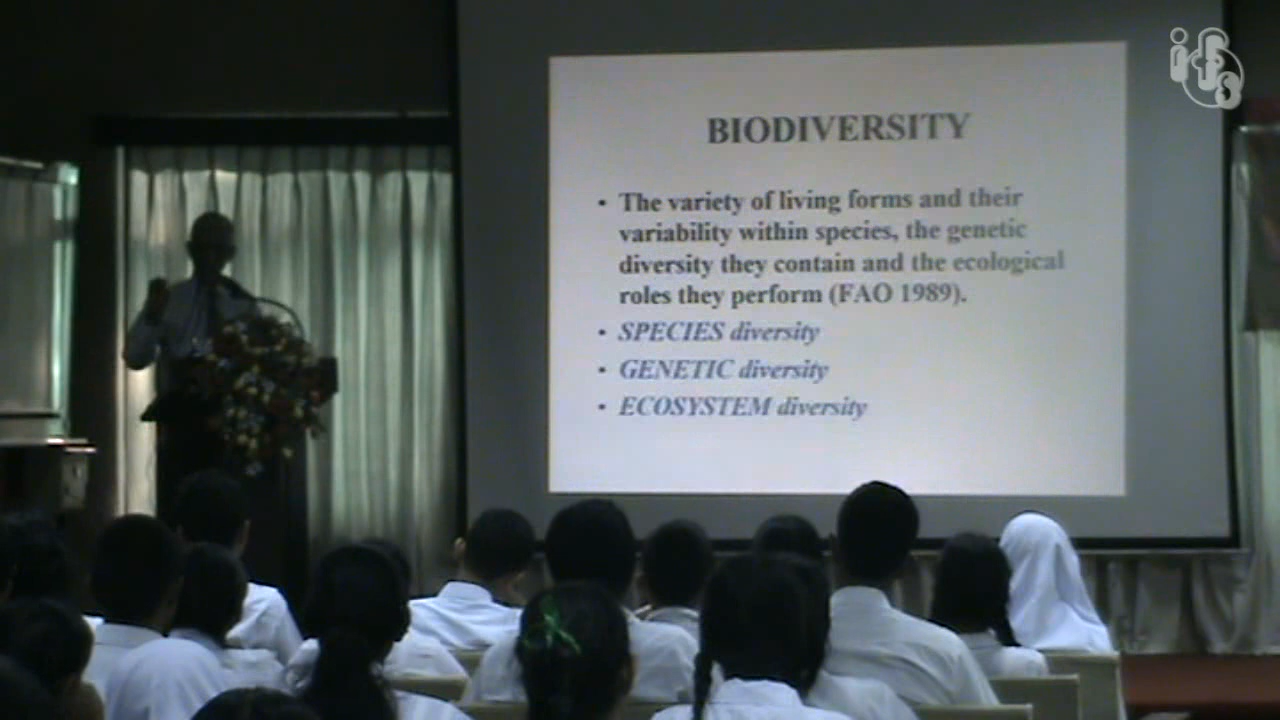 BIODIVERSITY
• The variety of living forms and their
variability within species, the genetic
diversity they contain and the ecological
roles they perform (FAO 1989).
• SPECIES diversity
• GENETIC diversity
• ECOSYSTEM diversity